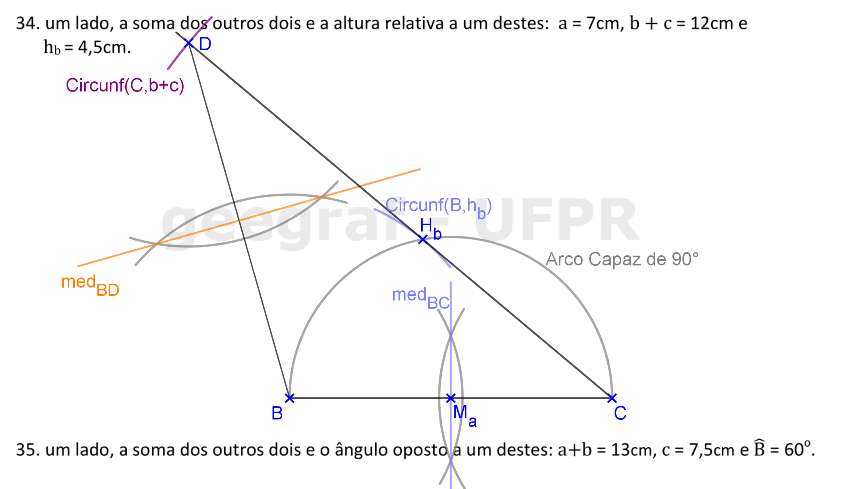 34. um lado, a soma dos outros dois e a altura relativa a um destes: a = 7cm, b + c = 12cm e
hb = 4,5cm.
D
Circunf(C,b+c)
geegrafi UFPR
Circunf(B,hb)
Hb
Arco Capaz de 90°
medBD
medBC
B
Ma
C
35. um lado, a soma dos outros dois e o ângulo oposto a um destes: a+b = 13cm, c = 7,5cm e B̂ = 60º.